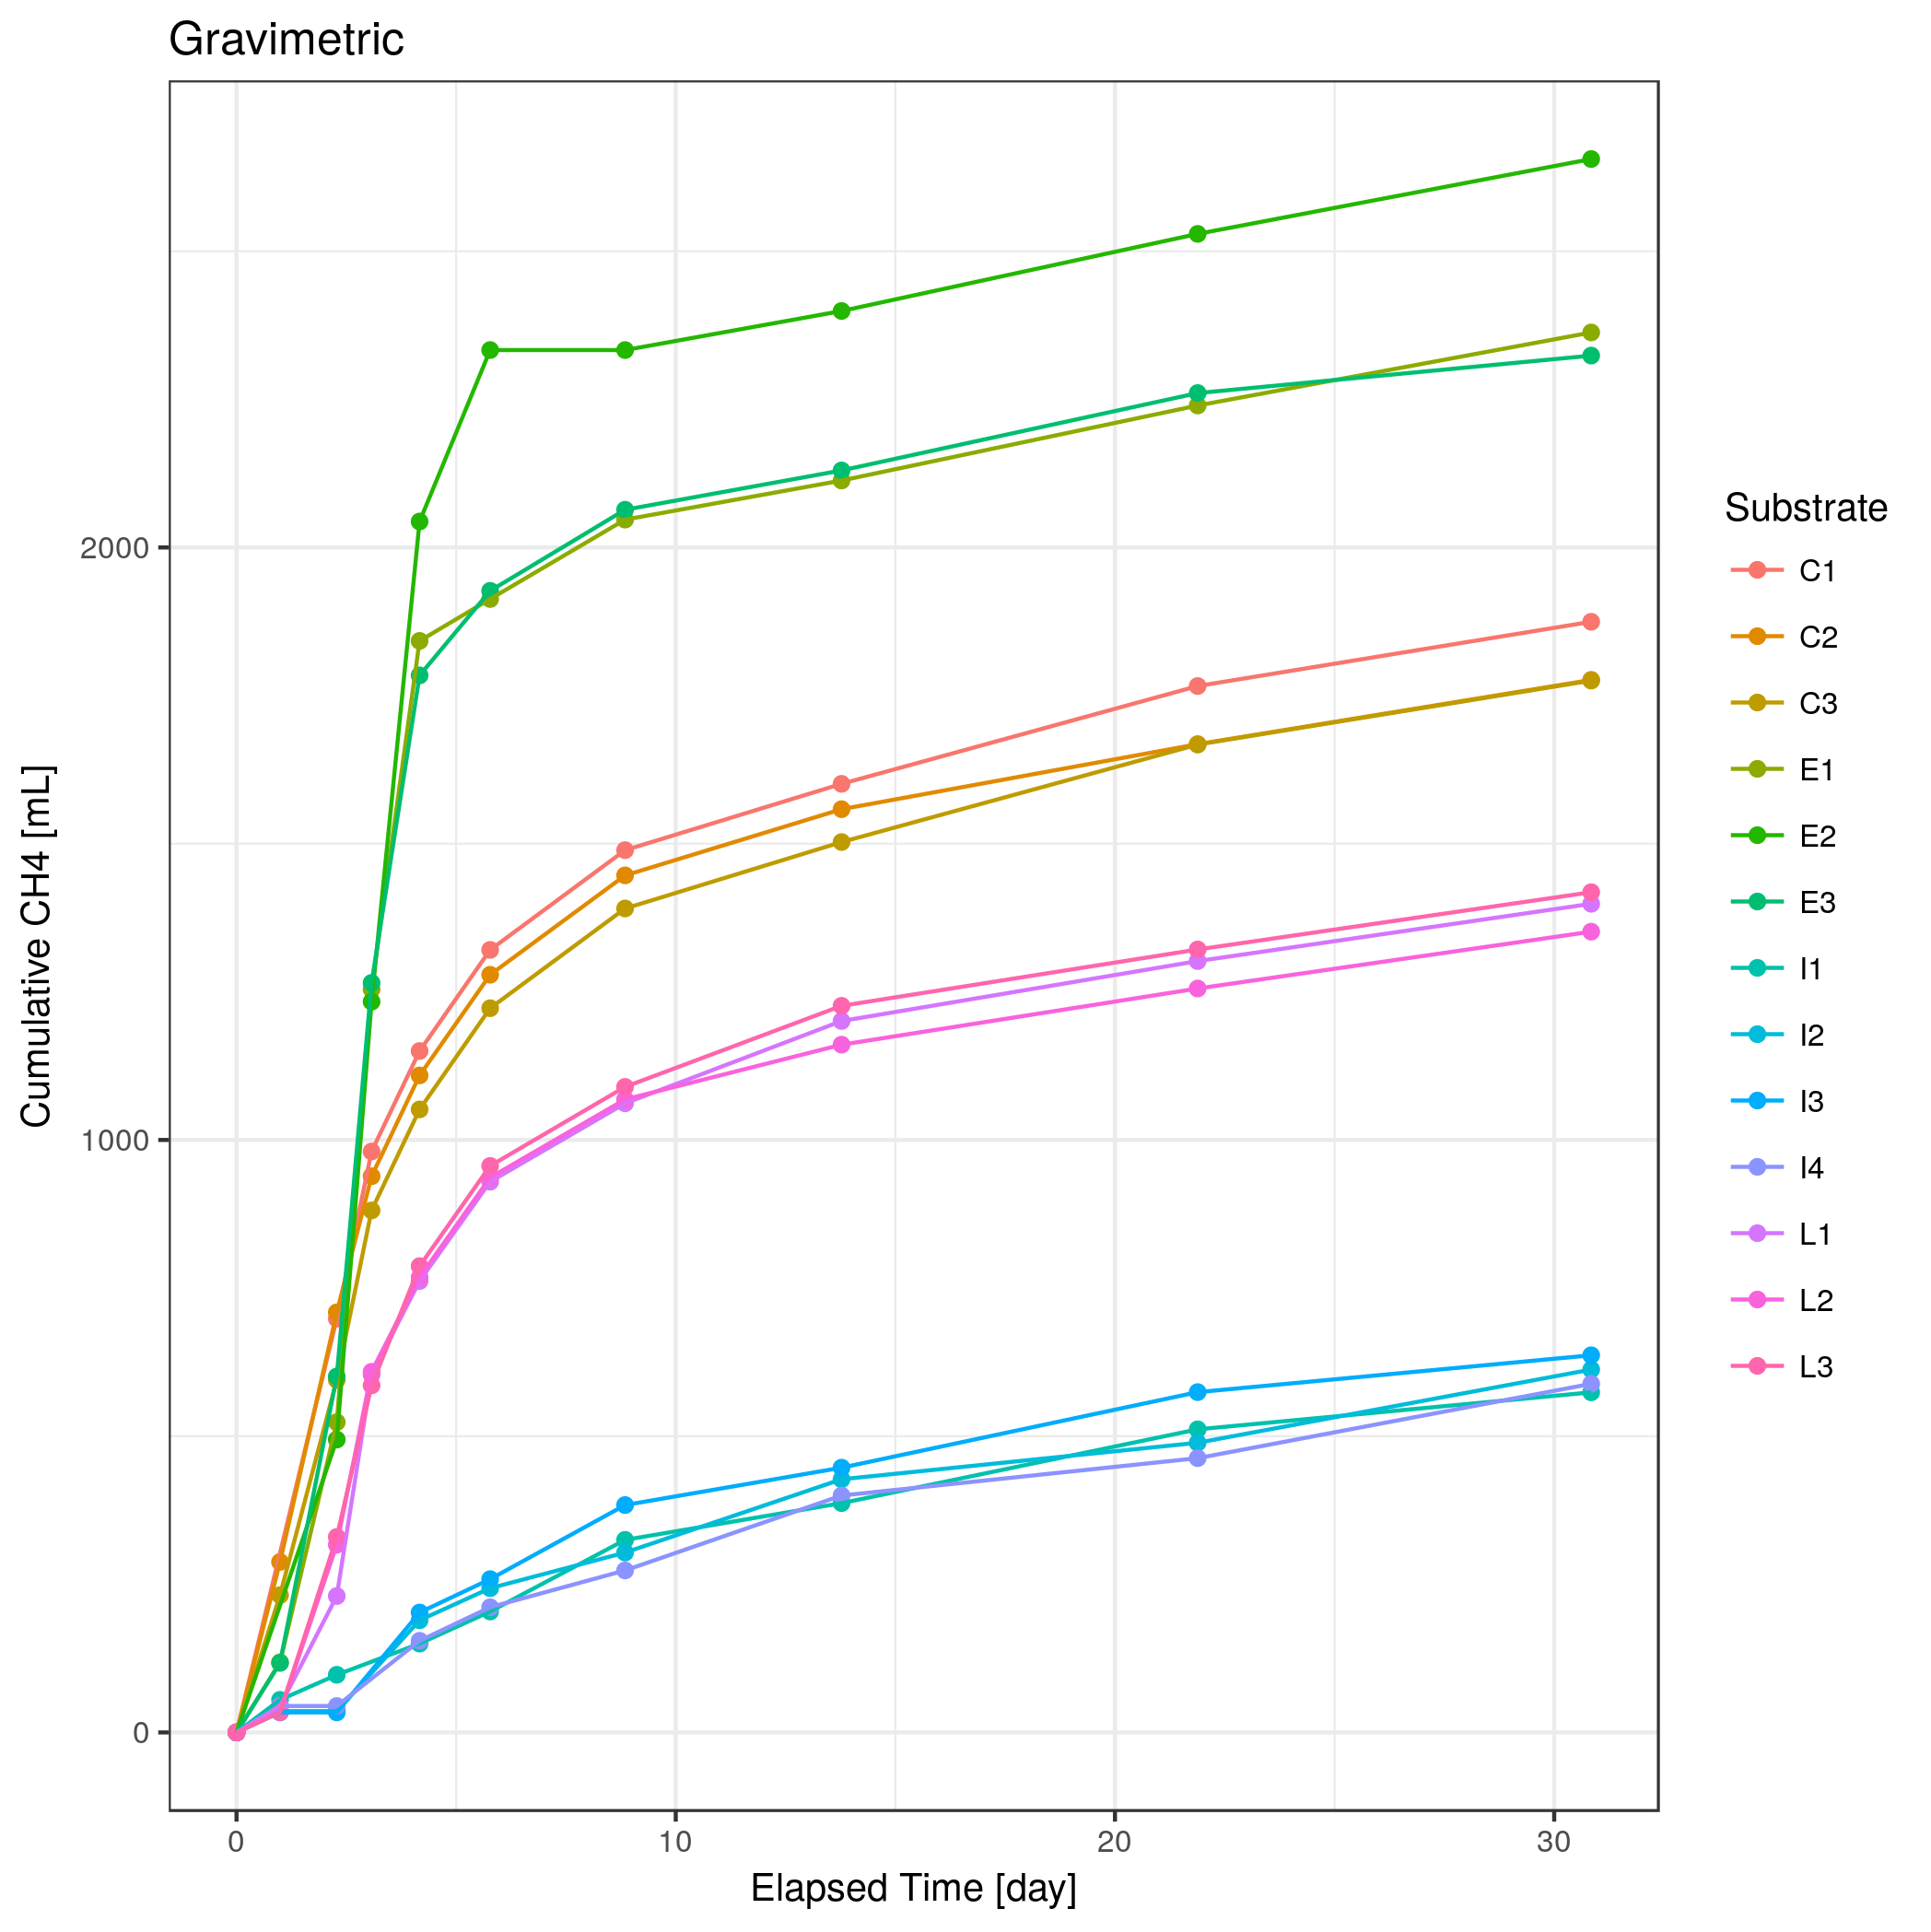 Gravimetric
Cumulative CH4 [mL]
2000
1000
0
0
10
20
30
Elapsed Time [day]
Substrate
C1
C2
C3
E1
E2
E3
I1
I2
I3
I4
L1
L2
L3